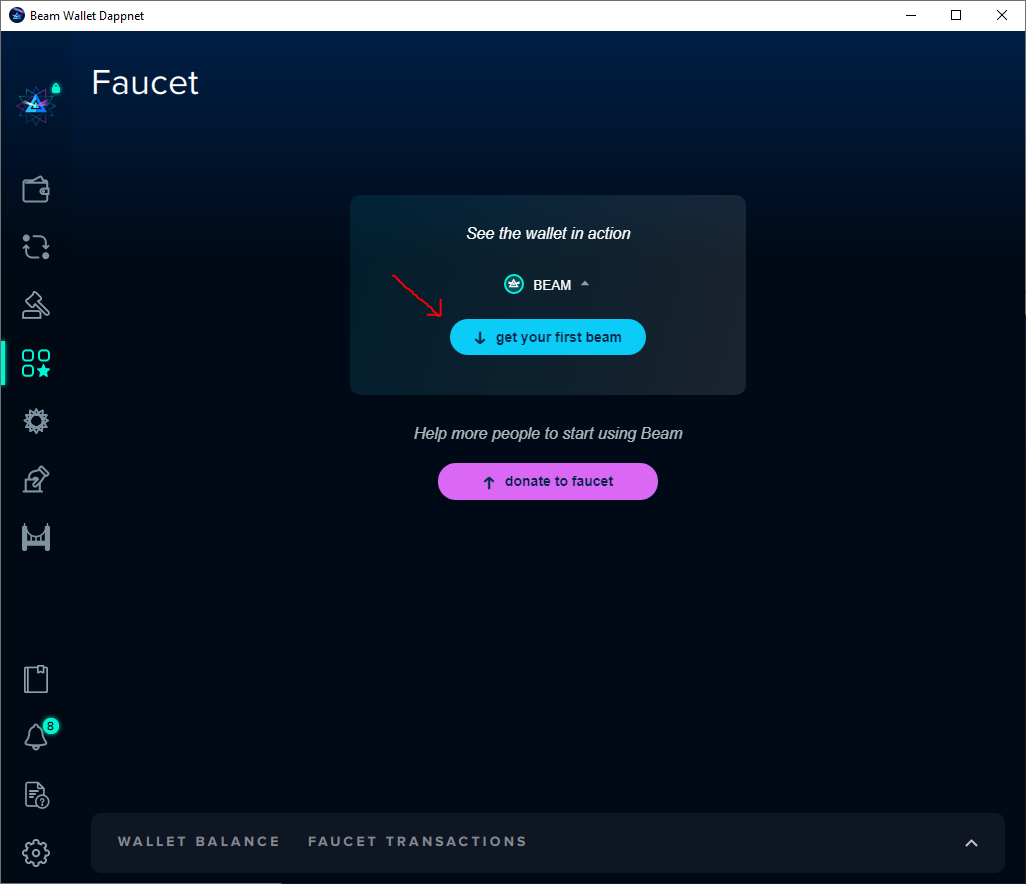 Beam Wallet Dappnet
Faucet
See the wallet in action
BEAM
get your first beam
Help more people to start using Beam
donate to faucet
8
WALLET BALANCE FAUCET TRANSACTIONS